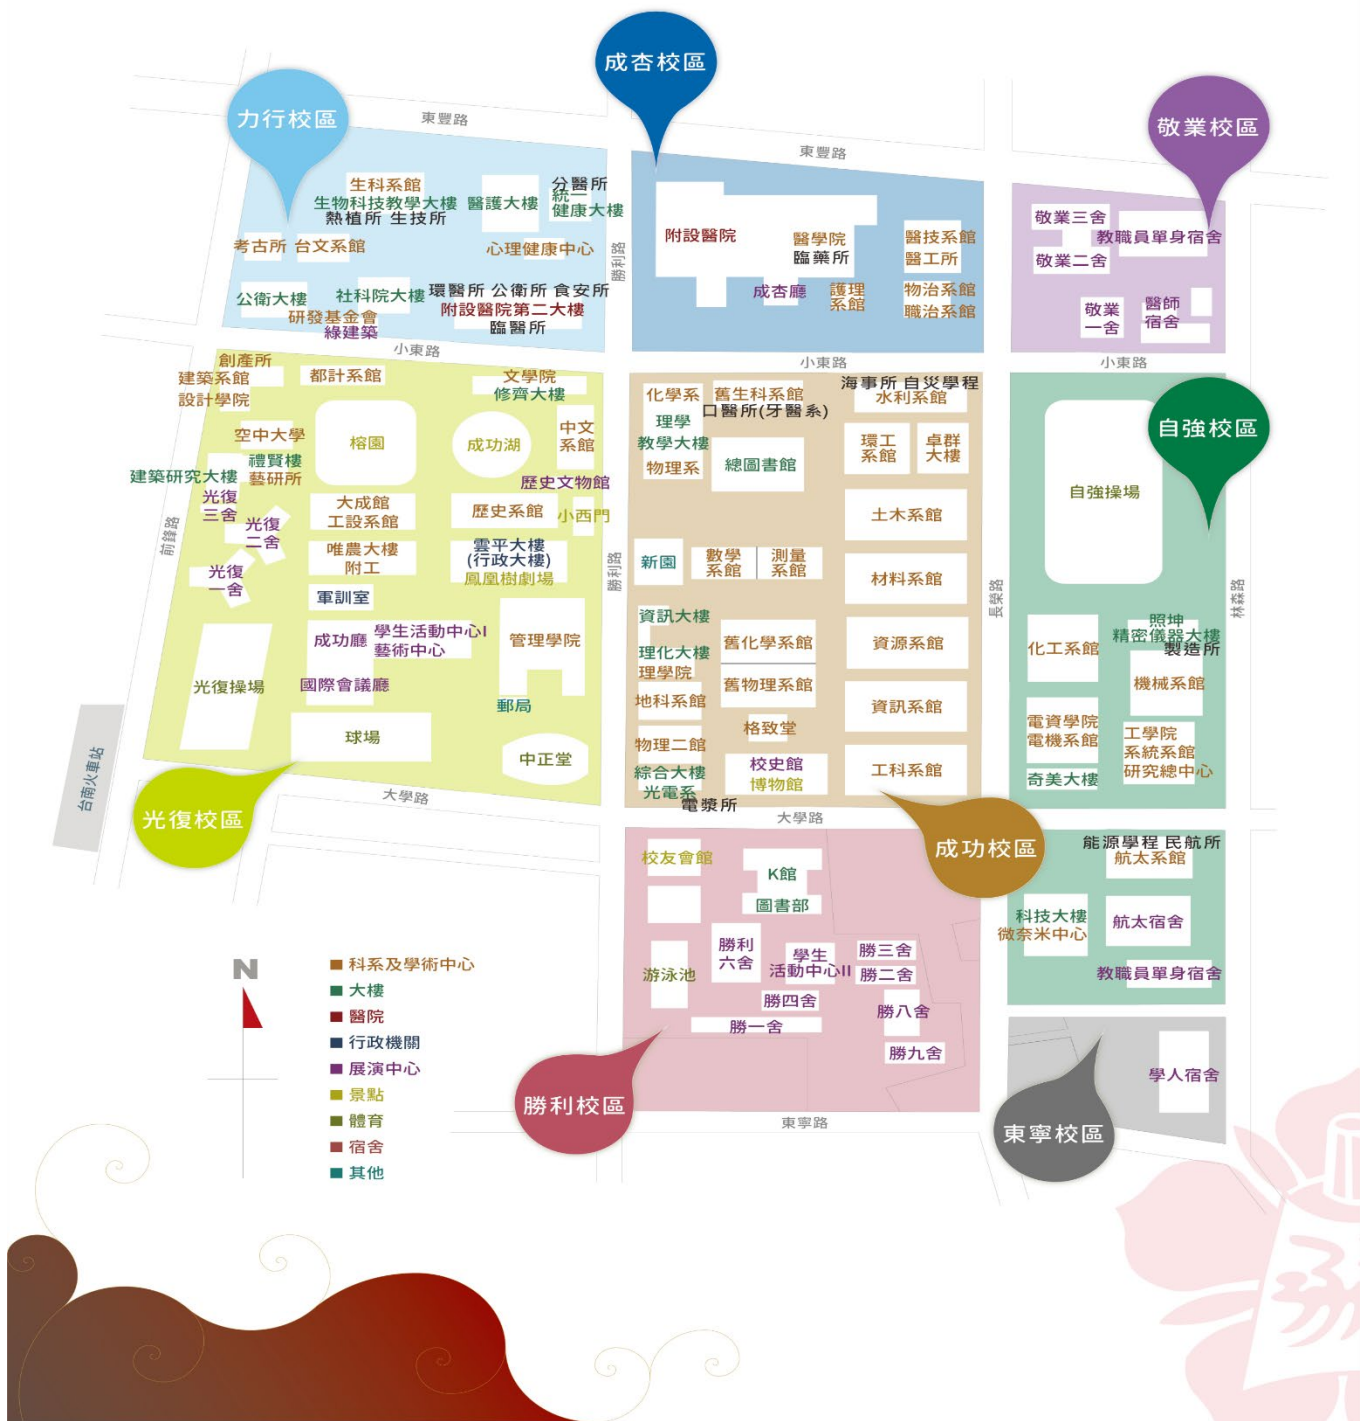 成杏校區
力行校區
敬業校區
東豐路
東豐路
生科系館
生物科技教學大樓
熱植所 生技所
醫護大樓
分醫所
統一
健康大樓
考古所
台文系館
心理健康中心
公衛大樓
社科院大樓
研發基金會
綠建築
環醫所 公衛所 食安所
附設醫院第二大樓
臨醫所
勝利路
附設醫院
醫學院
臨藥所
醫技系館
醫工所
成杏廳
護理
系館
物治系館
職治系館
敬業三舍
教職員單身宿舍
敬業二舍
敬業
一舍
醫師
宿舍
小東路
小東路
小東路
創產所
建築系館
設計學院
都計系館
文學院
修齊大樓
空中大學
榕園
成功湖
中文
系館
禮賢樓
藝研所
建築研究大樓
光復
三舍
歷史文物館
大成館
工設系館
歷史系館
小西門
光復
二舍
唯農大樓
附工
雲平大樓
(行政大樓)
鳳凰樹劇場
光復
一舍
軍訓室
前鋒路
勝利路
成功廳
學生活動中心I
藝術中心
管理學院
光復操場
國際會議廳
郵局
球場
中正堂
台南火車站
光復校區
大學路
化學系
舊生科系館
口醫所(牙醫系)
海事所 自災學程
水利系館
理學
教學大樓
物理系
總圖書館
環工
系館
卓群
大樓
土木系館
新園
數學
系館
測量
系館
材料系館
資訊大樓
理化大樓
理學院
舊化學系館
資源系館
地科系館
舊物理系館
資訊系館
物理二館
格致堂
綜合大樓
光電系
電漿所
校史館
博物館
工科系館
大學路
長榮路
成功校區
自強校區
自強操場
林森路
照坤
精密儀器大樓
製造所
化工系館
機械系館
電資學院
電機系館
工學院
系統系館
研究總中心
奇美大樓
能源學程 民航所
航太系館
科技大樓
微奈米中心
航太宿舍
教職員單身宿舍
校友會館
K館
圖書部
勝利
六舍
學生
活動中心II
勝三舍
勝二舍
游泳池
勝四舍
勝八舍
勝一舍
勝九舍
勝利校區
東寧路
學人宿舍
東寧校區
N
科系及學術中心
大樓
醫院
行政機關
展演中心
景點
體育
宿舍
其他